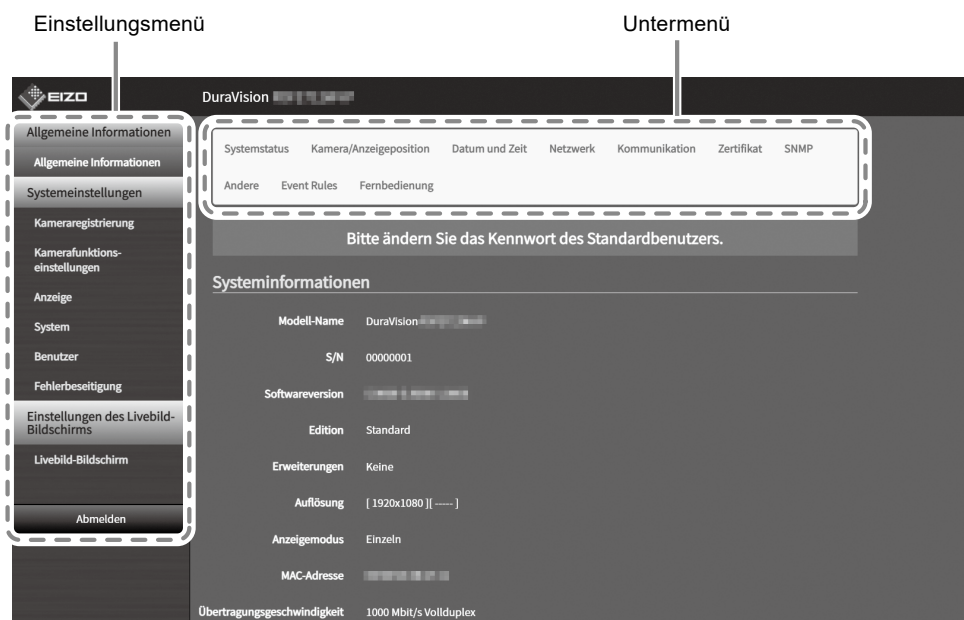 Einstellungsmenü
Untermenü
EIZO
DuraVision
Allgemeine Informationen
Allgemeine Informationen
Systemeinstellungen
Kameraregistrierung
Kamerafunktions-
einstellungen
Anzeige
System
Benutzer
Fehlerbeseitigung
Einstellungen des Livebild-
Bildschirms
Livebild-Bildschirm
Abmelden
Systemstatus Kamera/Anzeigeposition Datum und Zeit Netzwerk Kommunikation Zertifikat SNMP
Andere Event Rules Fernbedienung
Bitte ändern Sie das Kennwort des Standardbenutzers.
Systeminformationen
Modell-Name DuraVision
S/N 00000001
Softwareversion
Edition Standard
Erweiterungen Keine
Auflösung [ 1920x1080 ][ ----- ]
Anzeigemodus Einzeln
MAC-Adresse
Übertragungsgeschwindigkeit 1000 Mbit/s Vollduplex